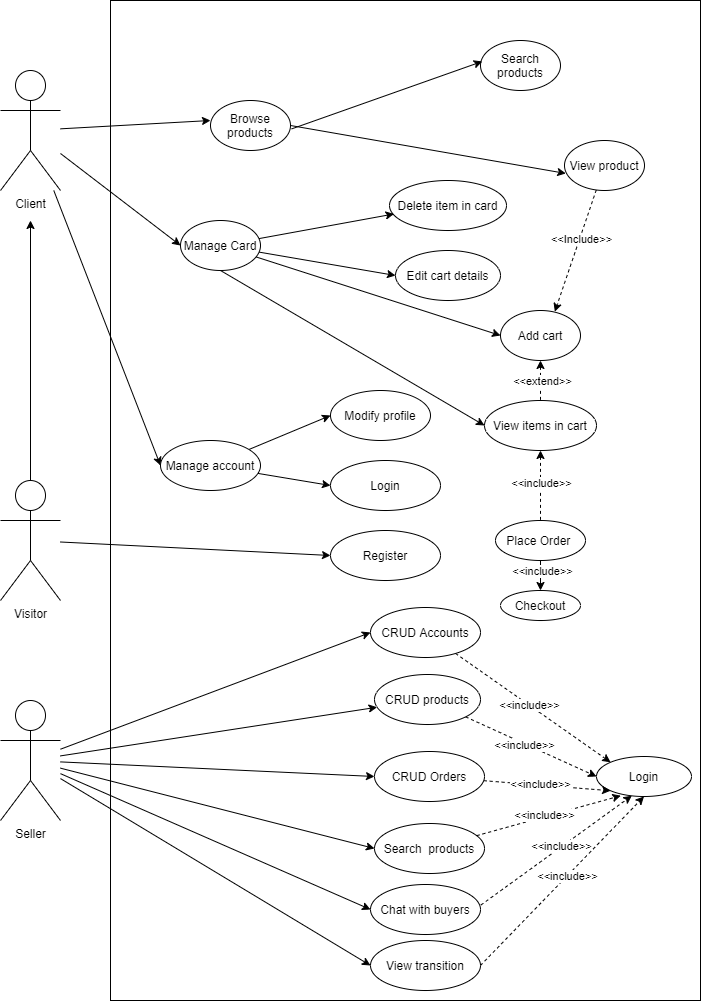 Search
products
Browse
products
View product
Client
Delete item in card
Manage Card
<<Include>>
Edit cart details
Add cart
<<extend>>
Modify profile
View items in cart
Manage account
Login
<<include>>
Place Order
Register
<<include>>
Visitor
Checkout
CRUD Accounts
CRUD products
<<include>>
<<include>>
CRUD Orders
Login
<<include>>
<<include>>
Seller
Search  products
<<include>>
<<include>>
Chat with buyers
View transition